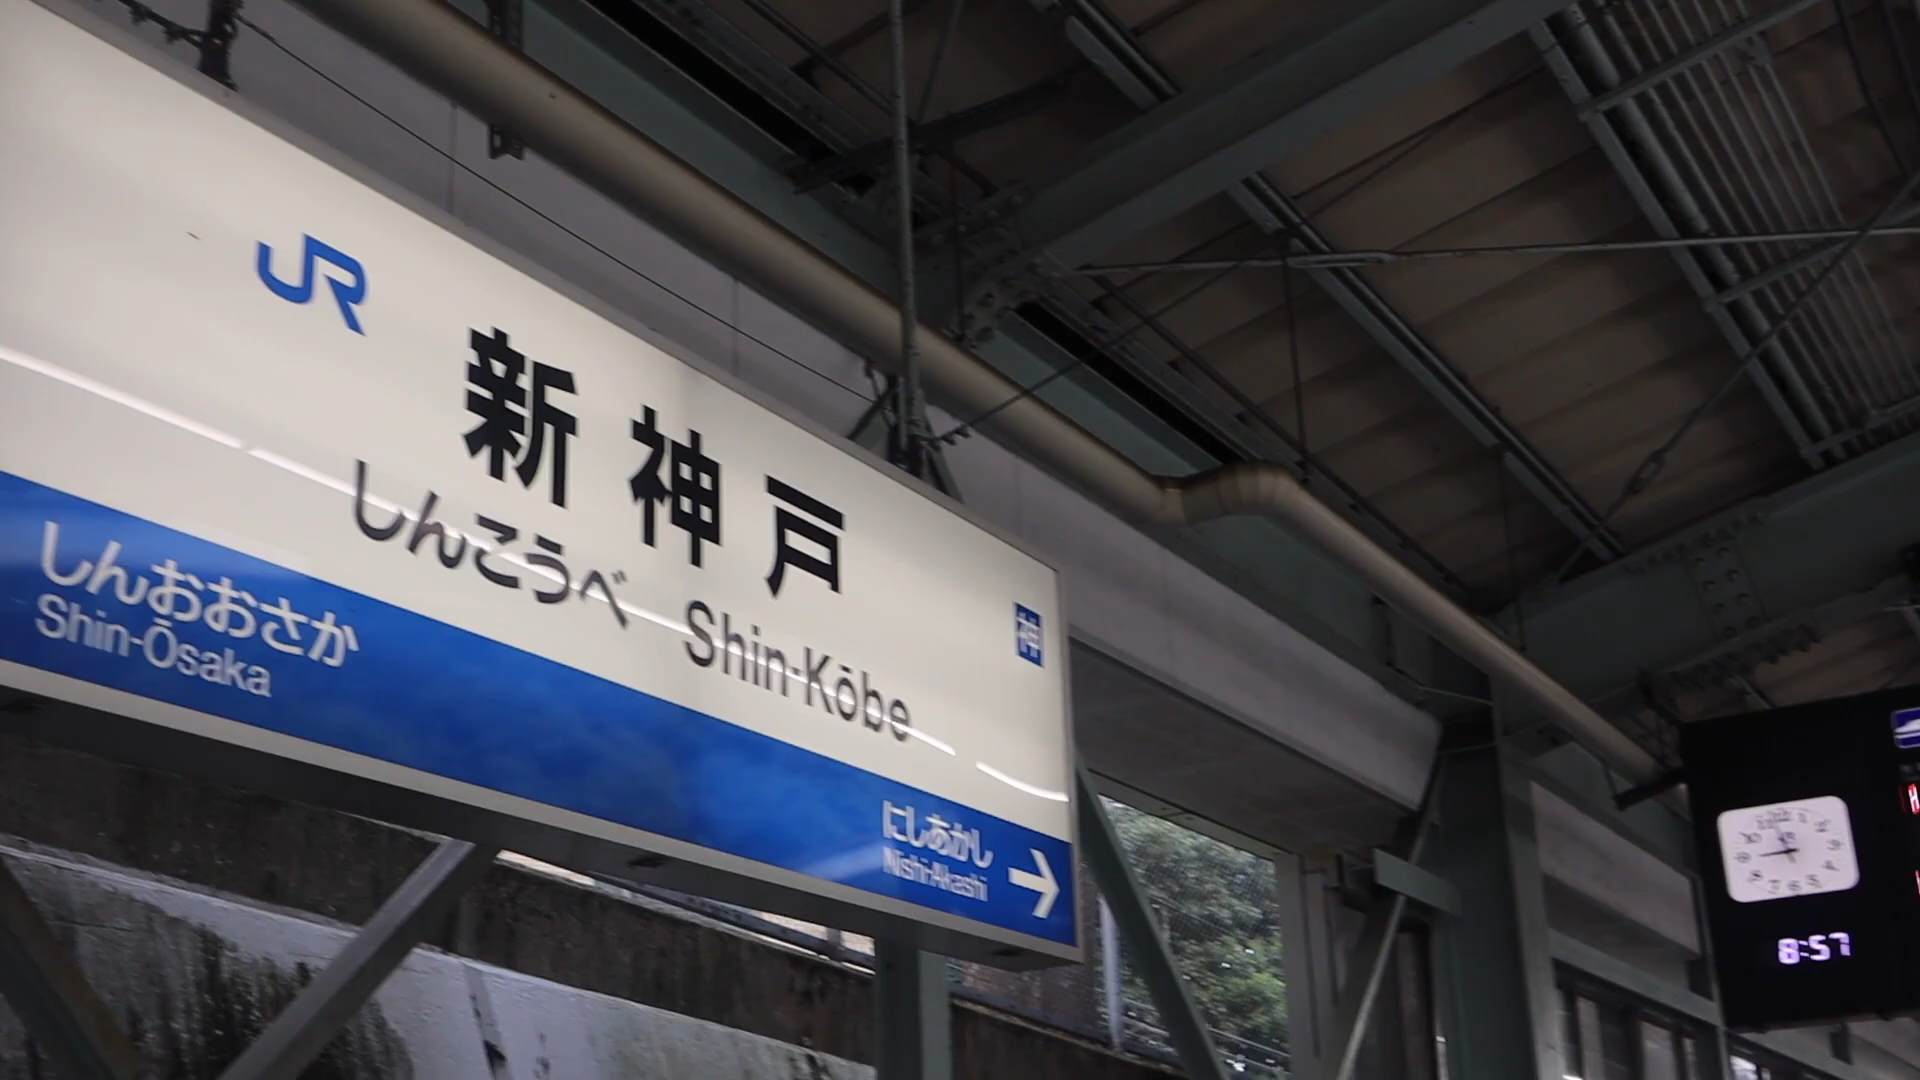 JR
新神戸
しんこうべ Shin-Kōbe
神
しんおおさか
Shin-Ōsaka
にしあかし
Nishi-Akashi
→
8:57